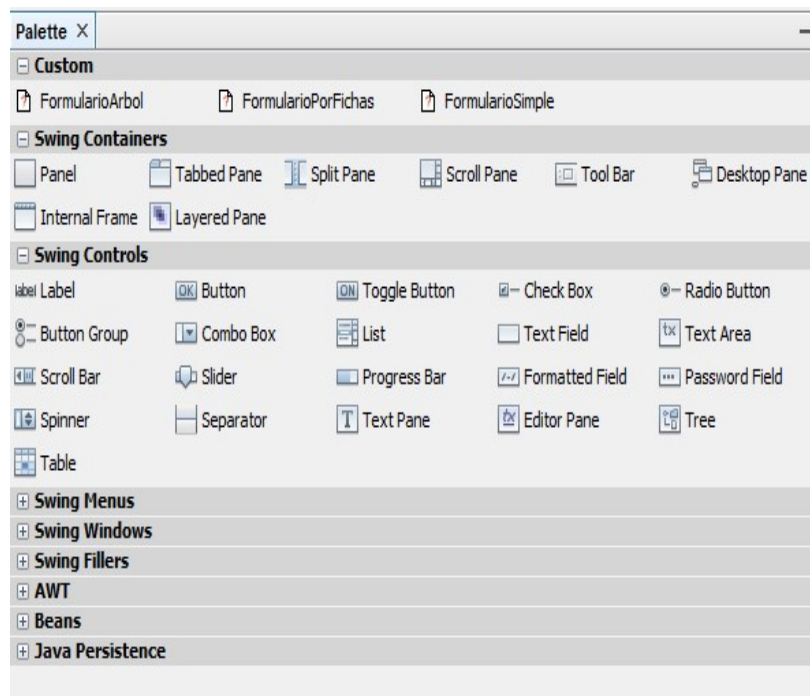 Palette
Custom
FormularioArbol FormularioPorFichas FormularioSimple
Swing Containers
Panel Tabbed Pane Split Pane Scroll Pane Tool Bar Desktop Pane
Internal Frame Layered Pane
Swing Controls
label Label OK Button ON Toggle Button Check Box Radio Button
Button Group Combo Box List Text Field tx Text Area
Scroll Bar Slider Progress Bar Formatted Field Password Field
Spinner Separator T Text Pane tx Editor Pane Tree
Table
Swing Menus
Swing Windows
Swing Fillers
AWT
Beans
Java Persistence